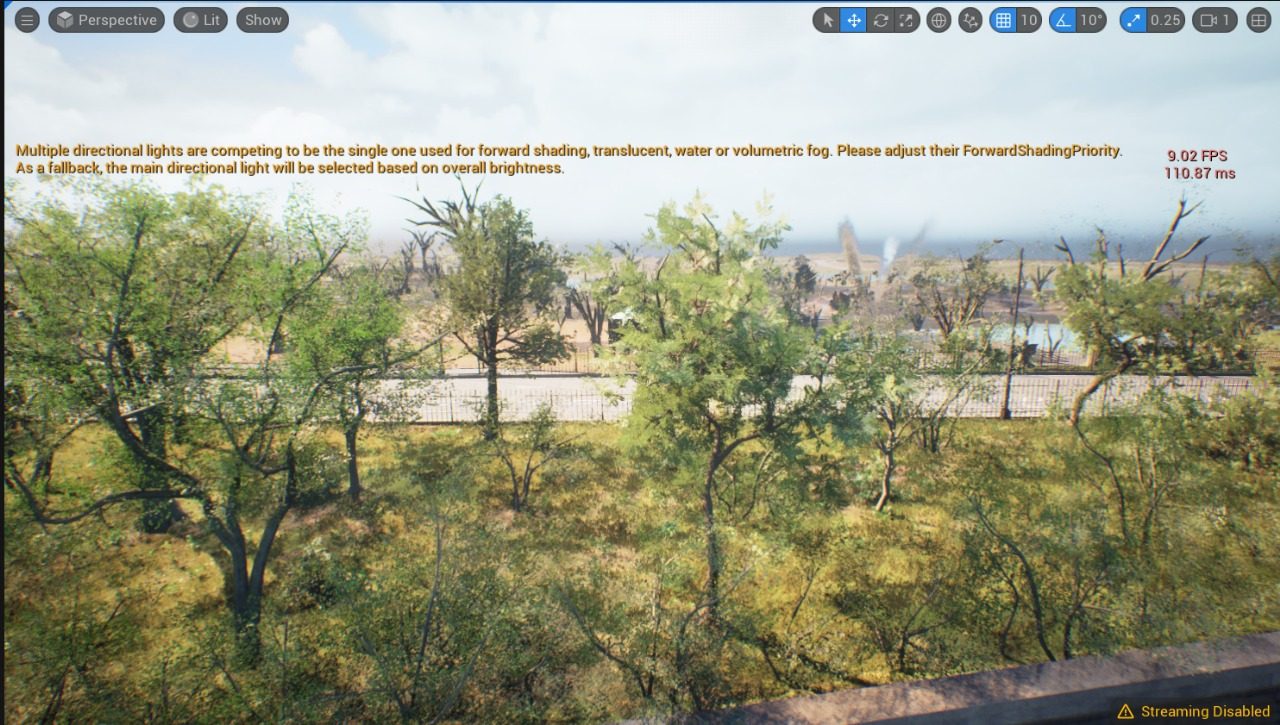 Perspective
Lit
Show
10
10°
0.25
1
Multiple directional lights are competing to be the single one used for forward shading, translucent, water or volumetric fog. Please adjust their ForwardShadingPriority.
As a fallback, the main directional light will be selected based on overall brightness.
9.02 FPS
110.87 ms
Streaming Disabled